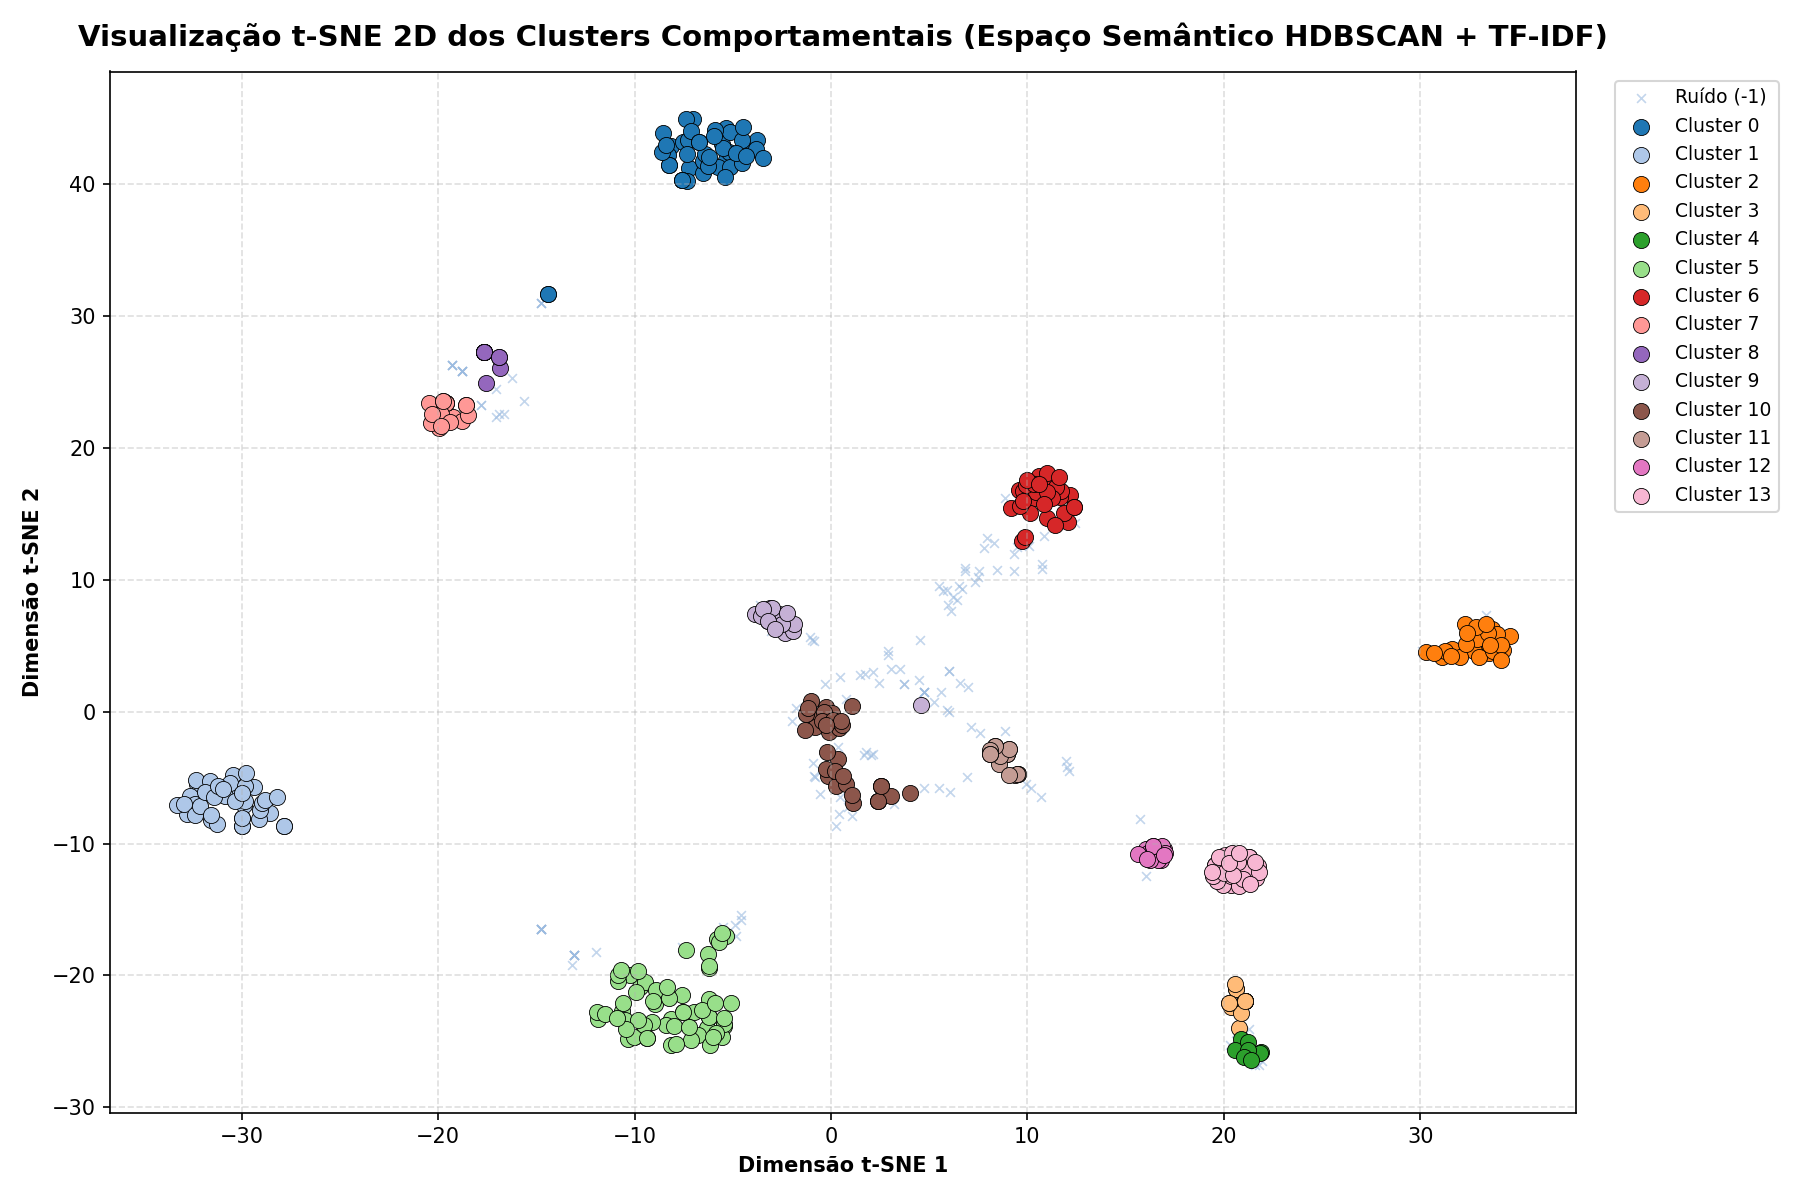 Visualização t-SNE 2D dos Clusters Comportamentais (Espaço Semântico HDBSCAN + TF-IDF)
Ruído (-1)
Cluster 0
Cluster 1
Cluster 2
Cluster 3
Cluster 4
Cluster 5
Cluster 6
Cluster 7
Cluster 8
Cluster 9
Cluster 10
Cluster 11
Cluster 12
Cluster 13
Dimensão t-SNE 2
40
30
20
10
0
−10
−20
−30
−30 −20 −10 0 10 20 30
Dimensão t-SNE 1